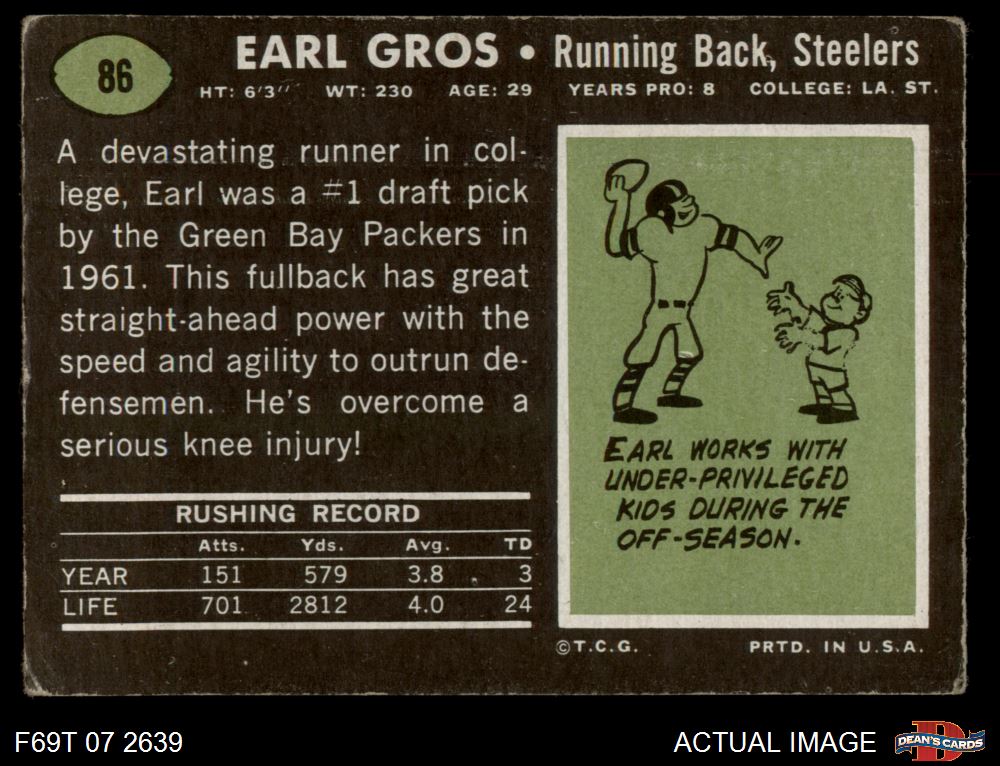 86
EARL GROS • Running Back, Steelers
HT: 6'3" WT: 230 AGE: 29 YEARS PRO: 8 COLLEGE: LA. ST.
A devastating runner in col-
lege, Earl was a #1 draft pick
by the Green Bay Packers in
1961. This fullback has great
straight-ahead power with the
speed and agility to outrun de-
fensemen. He's overcome a
serious knee injury!
RUSHING RECORD
Atts. Yds. Avg. TD
YEAR 151 579 3.8 3
LIFE 701 2812 4.0 24
EARL WORKS WITH
UNDER-PRIVILEGED
KIDS DURING THE
OFF-SEASON.
©T.C.G. PRTD. IN U.S.A.
F69T 07 2639
ACTUAL IMAGE
DEAN'S CARDS